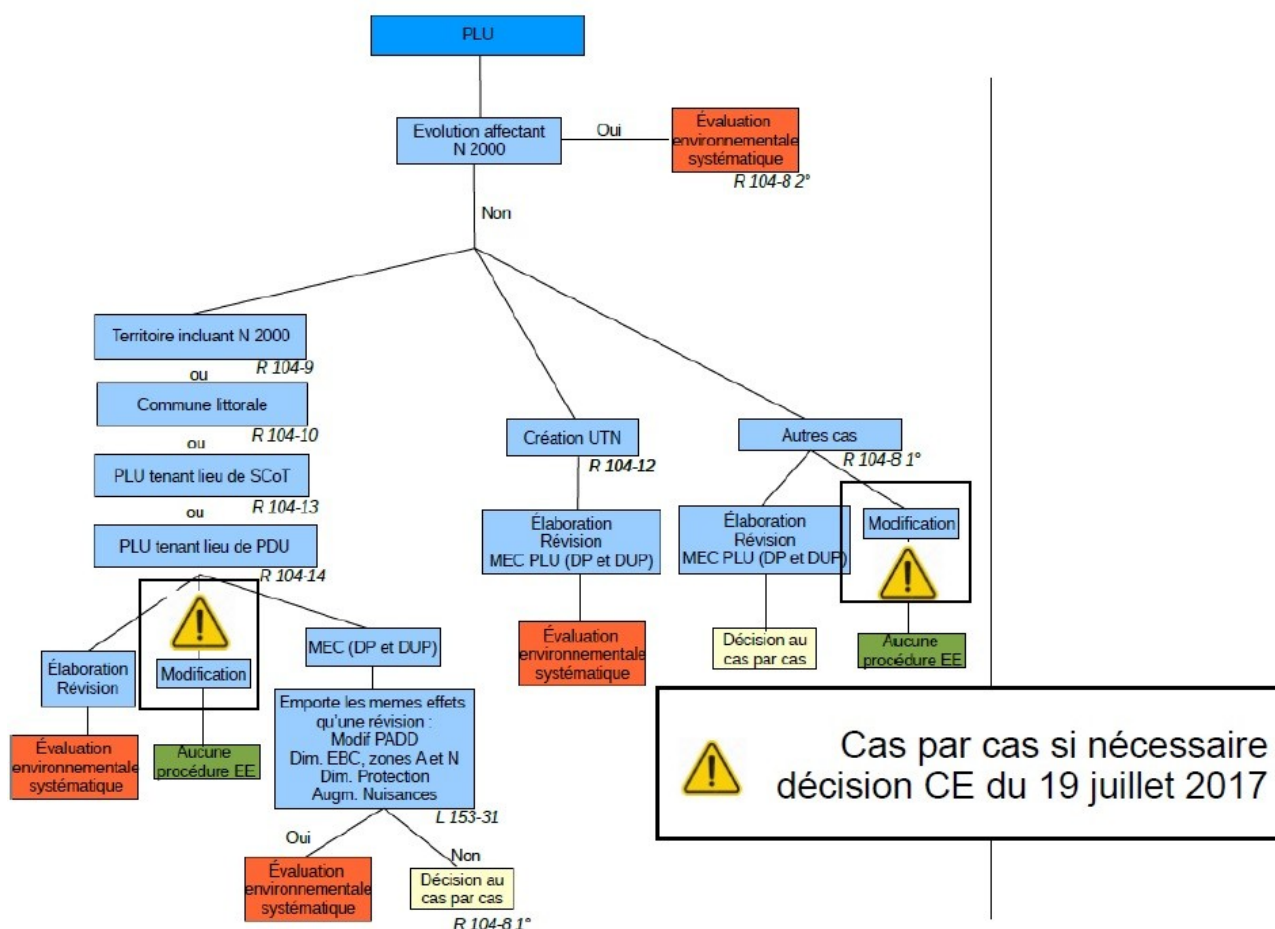 PLU
Evolution affectant
N 2000
Oui
Évaluation
environnementale
systématique
R 104-8 2°
Non
Territoire incluant N 2000
R 104-9
ou
Commune littorale
R 104-10
ou
PLU tenant lieu de SCoT
R 104-13
ou
PLU tenant lieu de PDU
R 104-14
Création UTN
R 104-12
Autres cas
R 104-8 1°
Élaboration
Révision
MEC PLU (DP et DUP)
Élaboration
Révision
MEC PLU (DP et DUP)
Modification
Évaluation
environnementale
systématique
Décision au
cas par cas
Aucune
procédure EE
Élaboration
Révision
Modification
MEC (DP et DUP)
Évaluation
environnementale
systématique
Aucune
procédure EE
Emporte les memes effets
qu'une révision :
Modif PADD
Dim. EBC, zones A et N
Dim. Protection
Augm. Nuisances
L 153-31
Oui
Non
Évaluation
environnementale
systématique
Décision au
cas par cas
R 104-8 1°
Cas par cas si nécessaire
décision CE du 19 juillet 2017